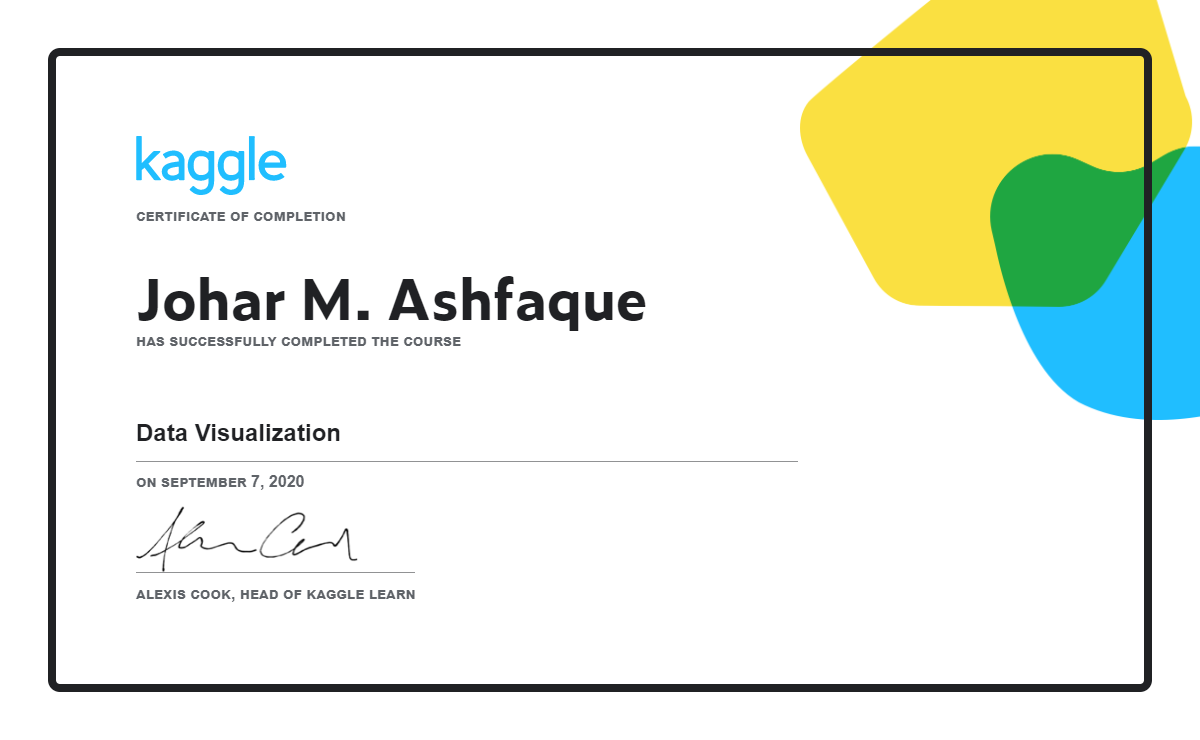 kaggle
CERTIFICATE OF COMPLETION
Johar M. Ashfaque
HAS SUCCESSFULLY COMPLETED THE COURSE
Data Visualization
ON SEPTEMBER 7, 2020
ALEXIS COOK, HEAD OF KAGGLE LEARN